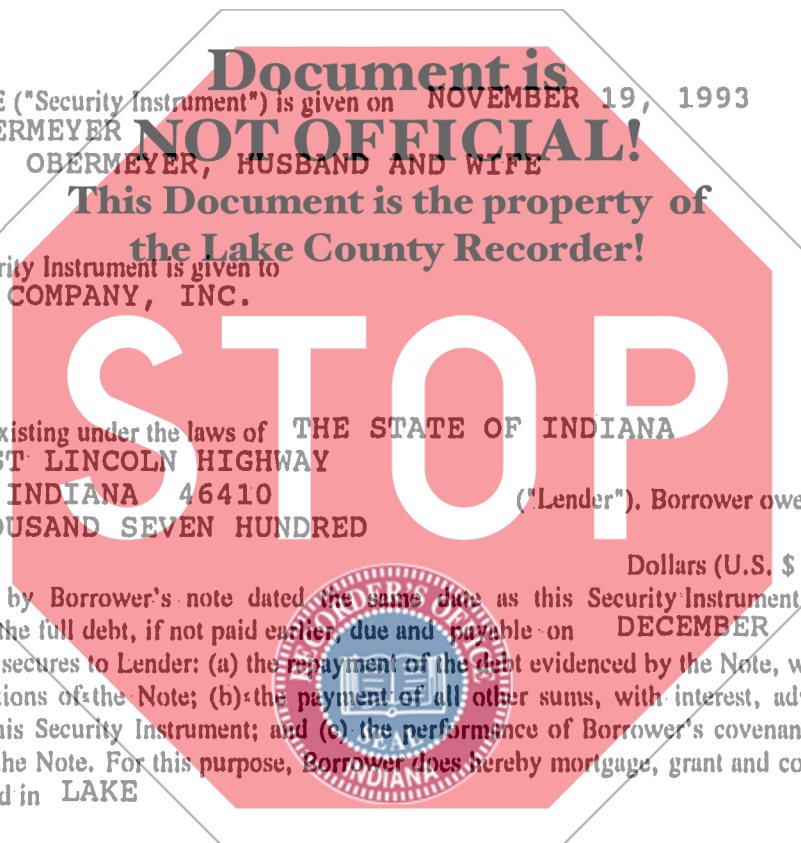 Document is
E ("Security Instrument") is given on NOVEMBER 19, 1993
ERMEYER
NOT OFFICIAL!
OBERMEYER, HUSBAND AND WIFE
This Document is the property of
the Lake County Recorder!
rity Instrument is given to
COMPANY, INC.
STOP
xisting under the laws of THE STATE OF INDIANA
ST LINCOLN HIGHWAY
INDIANA 46410 ("Lender"). Borrower owe
OUSAND SEVEN HUNDRED
Dollars (U.S. $
by Borrower's note dated the same date as this Security Instrument
the full debt, if not paid earlier, due and payable on DECEMBER
secures to Lender: (a) the repayment of the debt evidenced by the Note, w
tions of the Note; (b) the payment of all other sums, with interest, ad
his Security Instrument; and (c) the performance of Borrower's covenan
the Note. For this purpose, Borrower does hereby mortgage, grant and co
d in LAKE
RECORDER'S OFFICE
SEAL
INDIANA